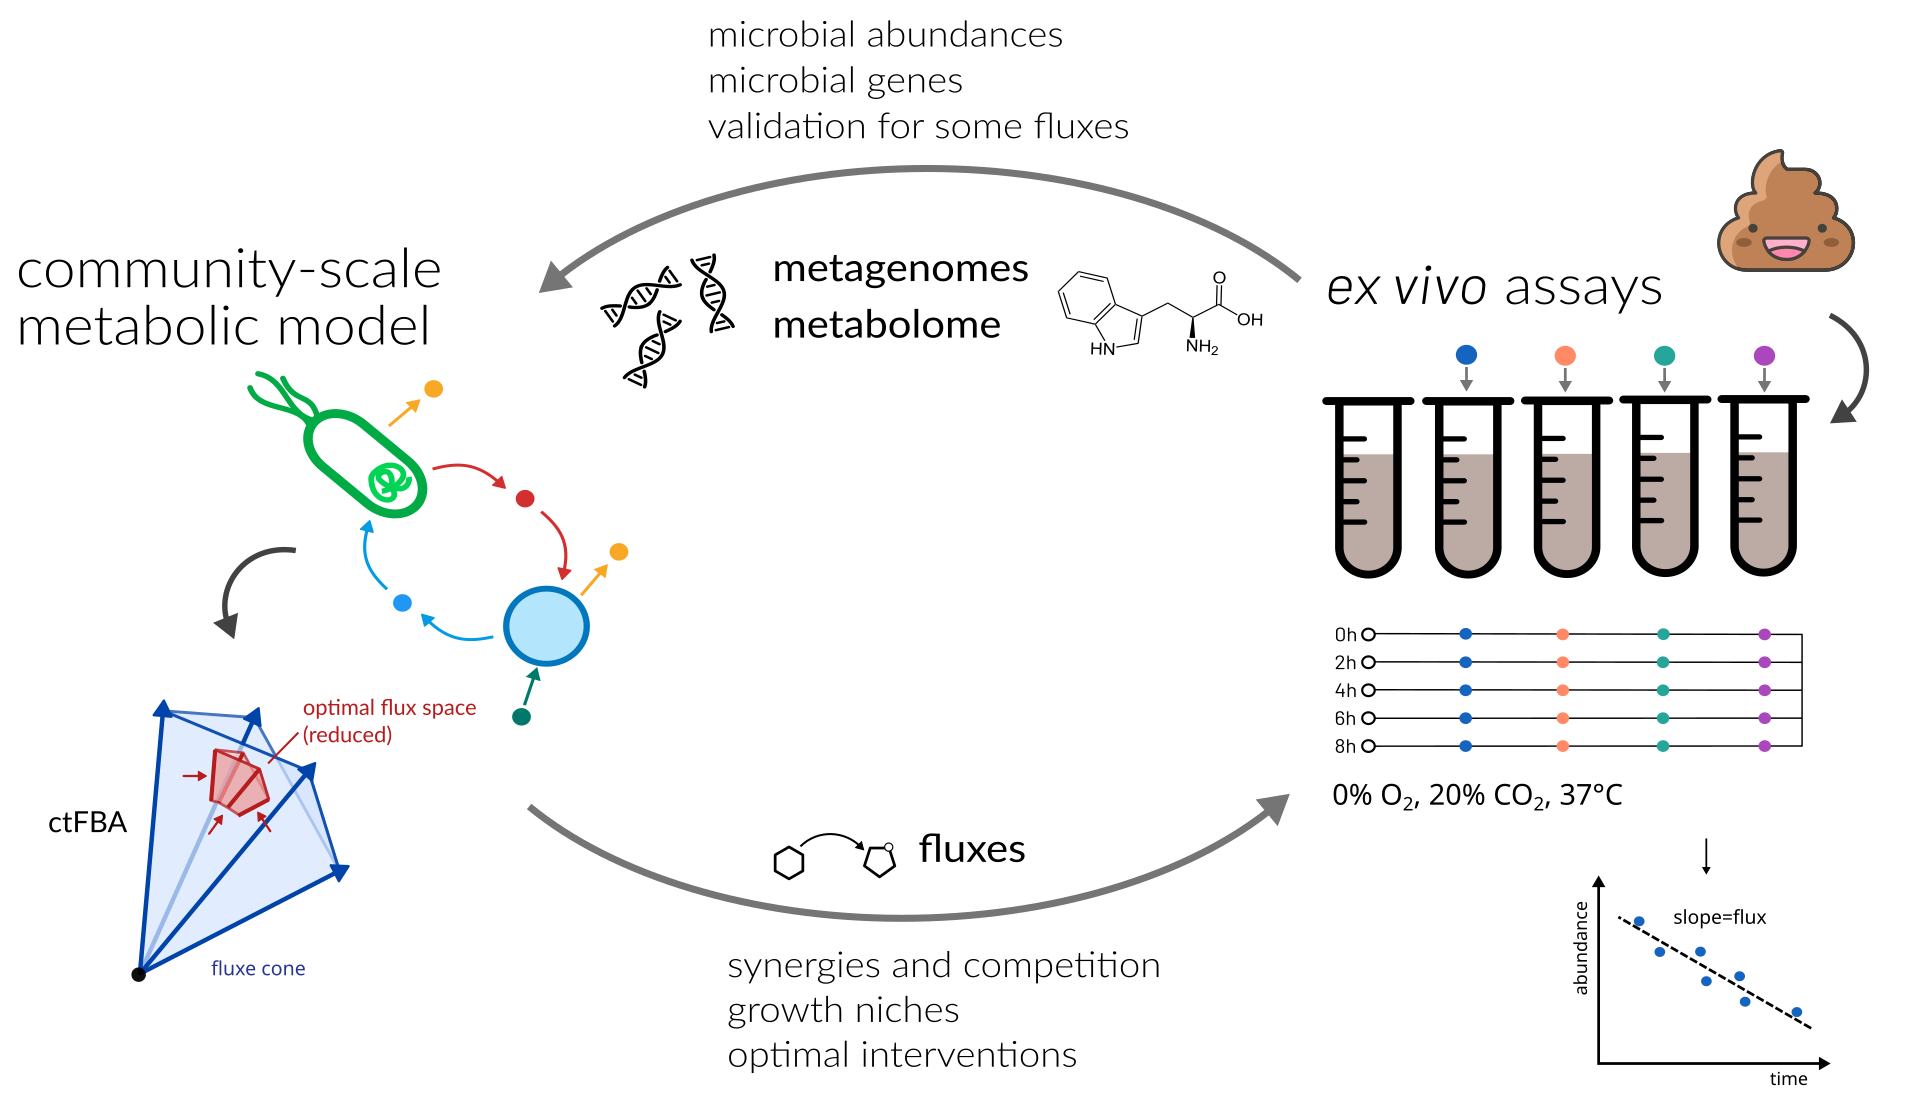 microbial abundances
microbial genes
validation for some fluxes
community-scale
metabolic model
metagenomes
metabolome
O
OH
NH₂
HN
ex vivo assays
optimal flux space
(reduced)
ctFBA
fluxe cone
0h
2h
4h
6h
8h
0% O₂, 20% CO₂, 37°C
fluxes
synergies and competition
growth niches
optimal interventions
slope=flux
abundance
time